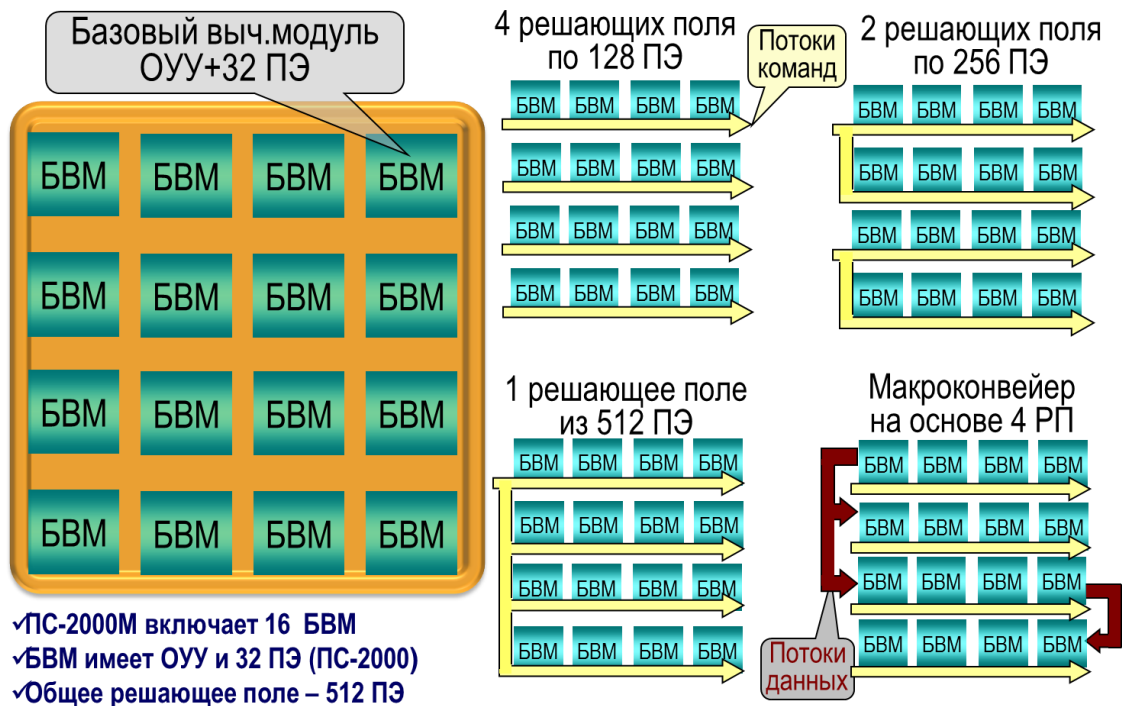 Базовый выч.модуль
ОУУ+32 ПЭ
БВМ БВМ БВМ БВМ
БВМ БВМ БВМ БВМ
БВМ БВМ БВМ БВМ
БВМ БВМ БВМ БВМ
✓ПС-2000М включает 16 БВМ
✓БВМ имеет ОУУ и 32 ПЭ (ПС-2000)
✓Общее решающее поле – 512 ПЭ
4 решающих поля
по 128 ПЭ
Потоки
команд
БВМ БВМ БВМ БВМ
БВМ БВМ БВМ БВМ
БВМ БВМ БВМ БВМ
БВМ БВМ БВМ БВМ
2 решающих поля
по 256 ПЭ
БВМ БВМ БВМ БВМ
БВМ БВМ БВМ БВМ
БВМ БВМ БВМ БВМ
БВМ БВМ БВМ БВМ
1 решающее поле
из 512 ПЭ
БВМ БВМ БВМ БВМ
БВМ БВМ БВМ БВМ
БВМ БВМ БВМ БВМ
БВМ БВМ БВМ БВМ
Макроконвейер
на основе 4 РП
БВМ БВМ БВМ БВМ
БВМ БВМ БВМ БВМ
БВМ БВМ БВМ БВМ
БВМ БВМ БВМ БВМ
Потоки
данных